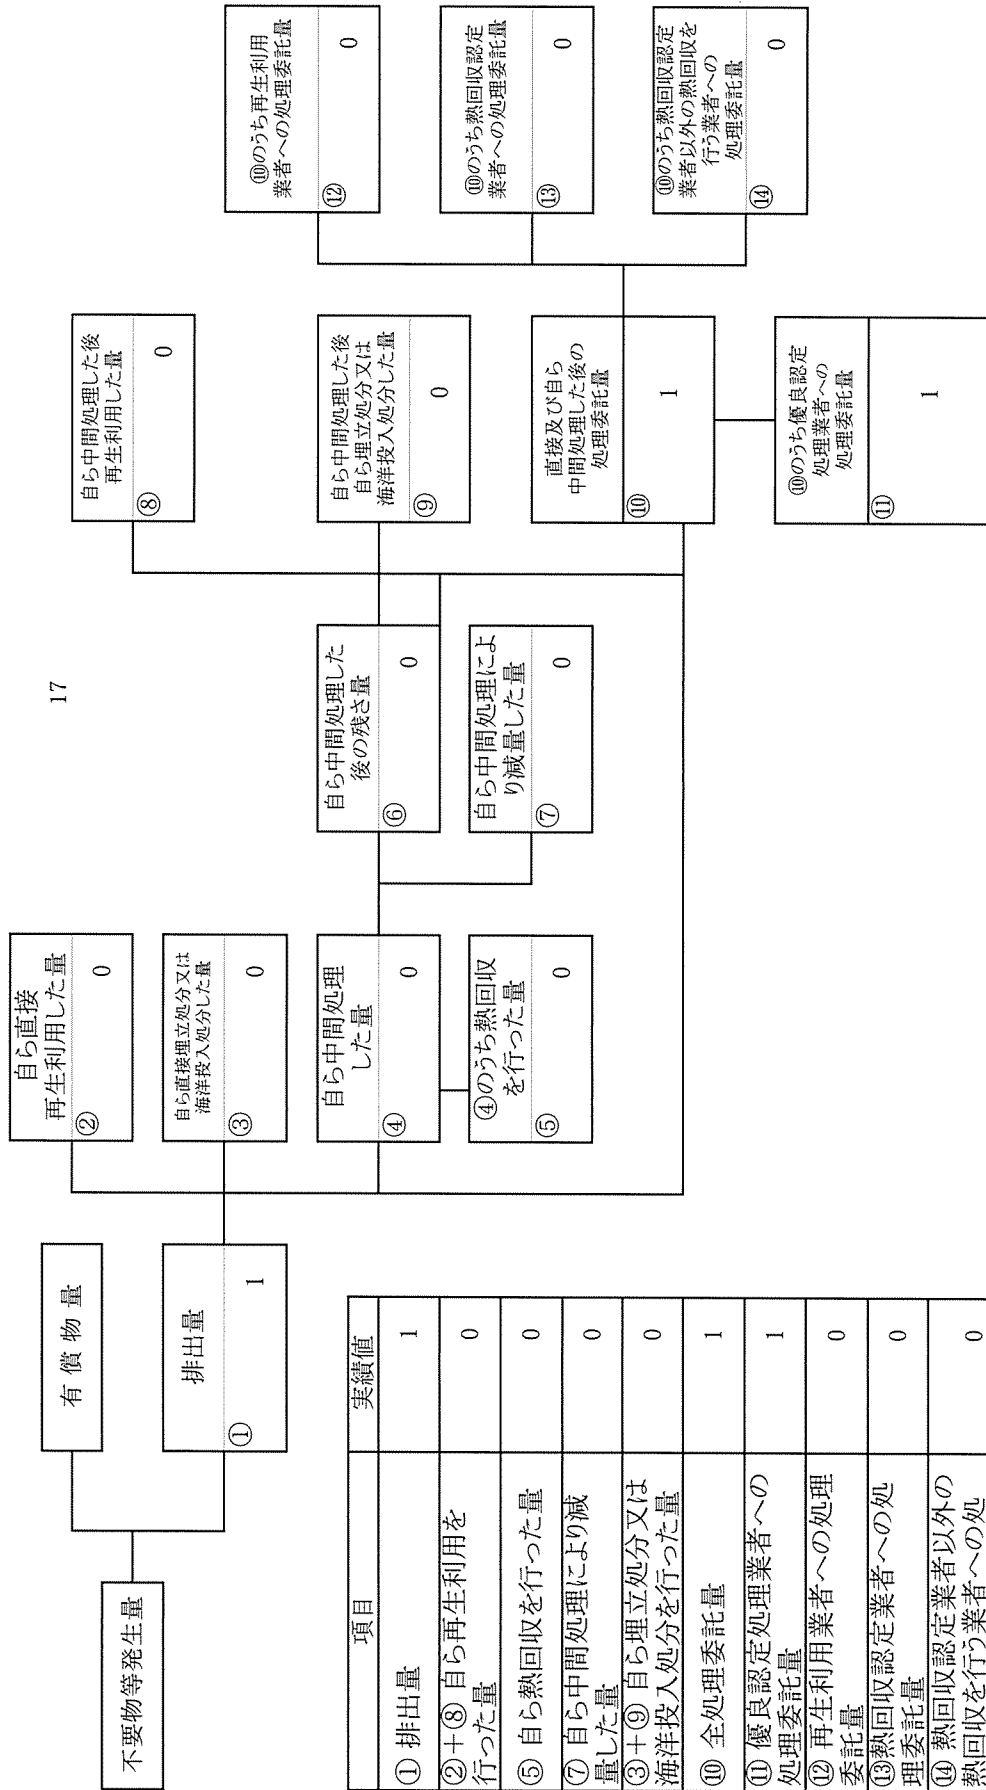 17
不要物等発生量
有償物量
排出量
① 1
自ら直接
再生利用した量
② 0
自ら直接埋立処分又は
海洋投入処分した量
③ 0
自ら中間処理
した量
④ 0
④のうち熱回収
を行った量
⑤ 0
自ら中間処理した
後の残さ量
⑥ 0
自ら中間処理によ
り減量した量
⑦ 0
自ら中間処理した後
再生利用した量
⑧ 0
自ら中間処理した後
自ら埋立処分又は
海洋投入処分した量
⑨ 0
直接及び自ら
中間処理した後の
処理委託量
⑩ 1
⑩のうち優良認定
処理業者への
処理委託量
⑪ 1
⑩のうち再生利用
業者への処理委託量
⑫ 0
⑩のうち熱回収認定
業者への処理委託量
⑬ 0
⑩のうち熱回収認定
業者以外の熱回収を
行う業者への
処理委託量
⑭ 0
項目 実績値
① 排出量 1
②+⑧ 自ら再生利用を
行った量 0
⑤ 自ら熱回収を行った量 0
⑦ 自ら中間処理により減
量した量 0
③+⑨ 自ら埋立処分又は
海洋投入処分を行った量 0
⑩ 全処理委託量 1
⑪ 優良認定処理業者への
処理委託量 1
⑫ 再生利用業者への処理
委託量 0
⑬熱回収認定業者への処
理委託量 0
⑭ 熱回収認定業者以外の
熱回収を行う業者への処 0